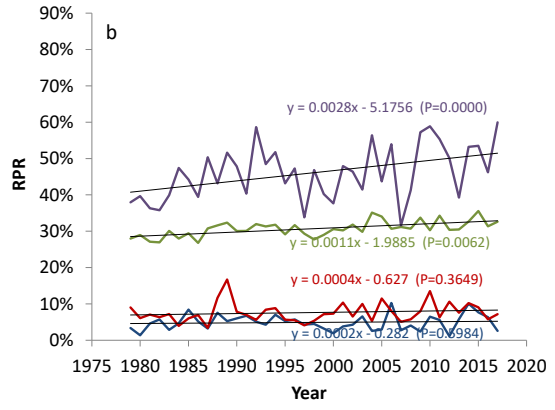 90%
b
80%
70%
60%
y = 0.0028x - 5.1756 (P=0.0000)
50%
RPR
40%
30%
y = 0.0011x - 1.9885 (P=0.0062)
20%
y = 0.0004x - 0.627 (P=0.3649)
10%
y = 0.0002x - 0.282
0%
1975 1980 1985 1990 1995 2000 2005 2010 2015 2020
Year